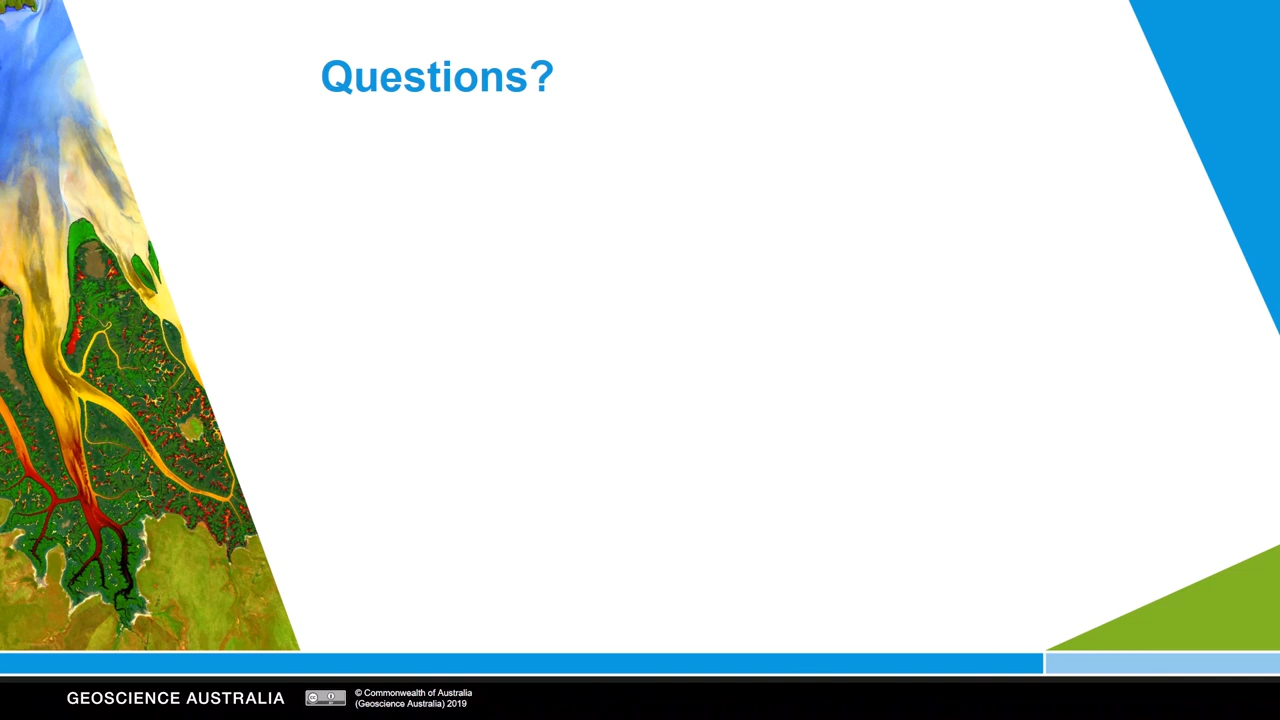 Questions?
GEOSCIENCE AUSTRALIA
© Commonwealth of Australia
(Geoscience Australia) 2019